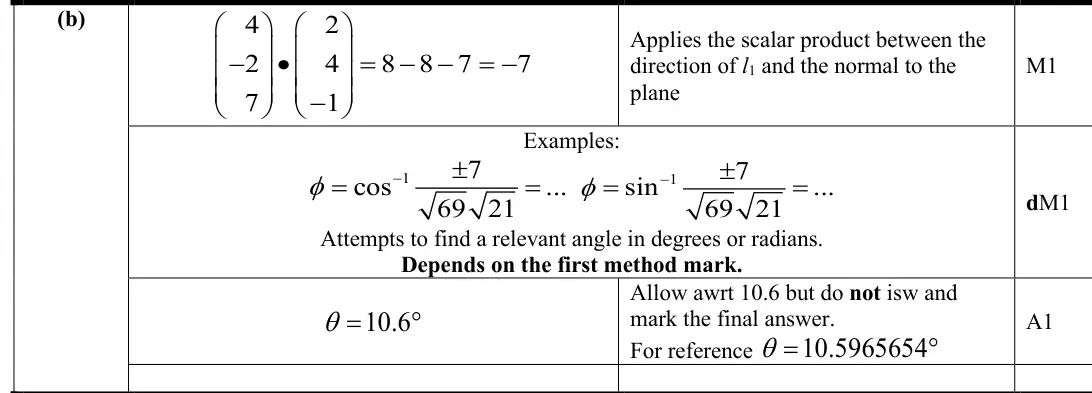 (b)
( 4 −2 7 ) • ( 2 4 −1 ) = 8 − 8 − 7 = −7
Applies the scalar product between the
direction of l₁ and the normal to the
plane
M1
Examples:
ϕ = cos⁻¹ ±7/(√69 √21) = ... ϕ = sin⁻¹ ±7/(√69 √21) = ...
Attempts to find a relevant angle in degrees or radians.
Depends on the first method mark.
dM1
θ = 10.6°
Allow awrt 10.6 but do not isw and
mark the final answer.
For reference θ = 10.5965654°
A1